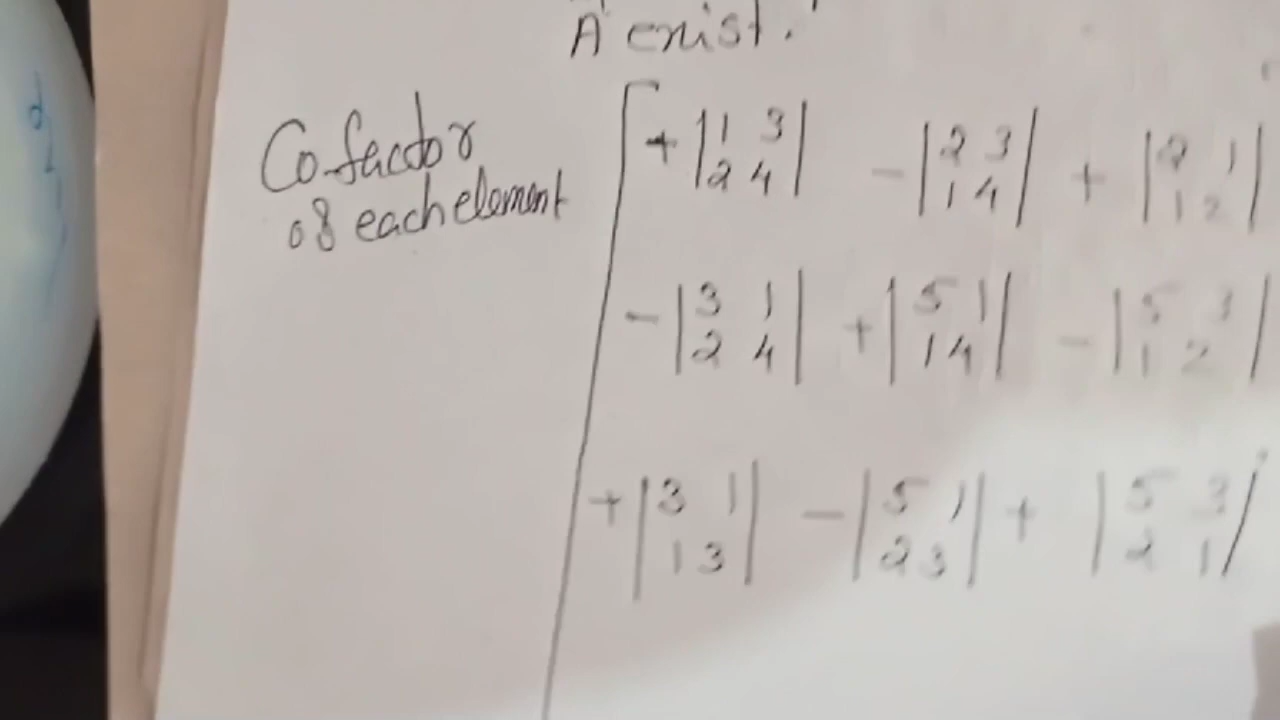 A exist.
Cofactor
of each element
+|1 3| -|2 3| +|2 1|
|2 4| |1 4| |1 2|
-|3 1| +|5 1| -|5 3|
|2 4| |1 4| |1 2|
+|3 1| -|5 1| +|5 3|
|1 3| |2 3| |2 1|